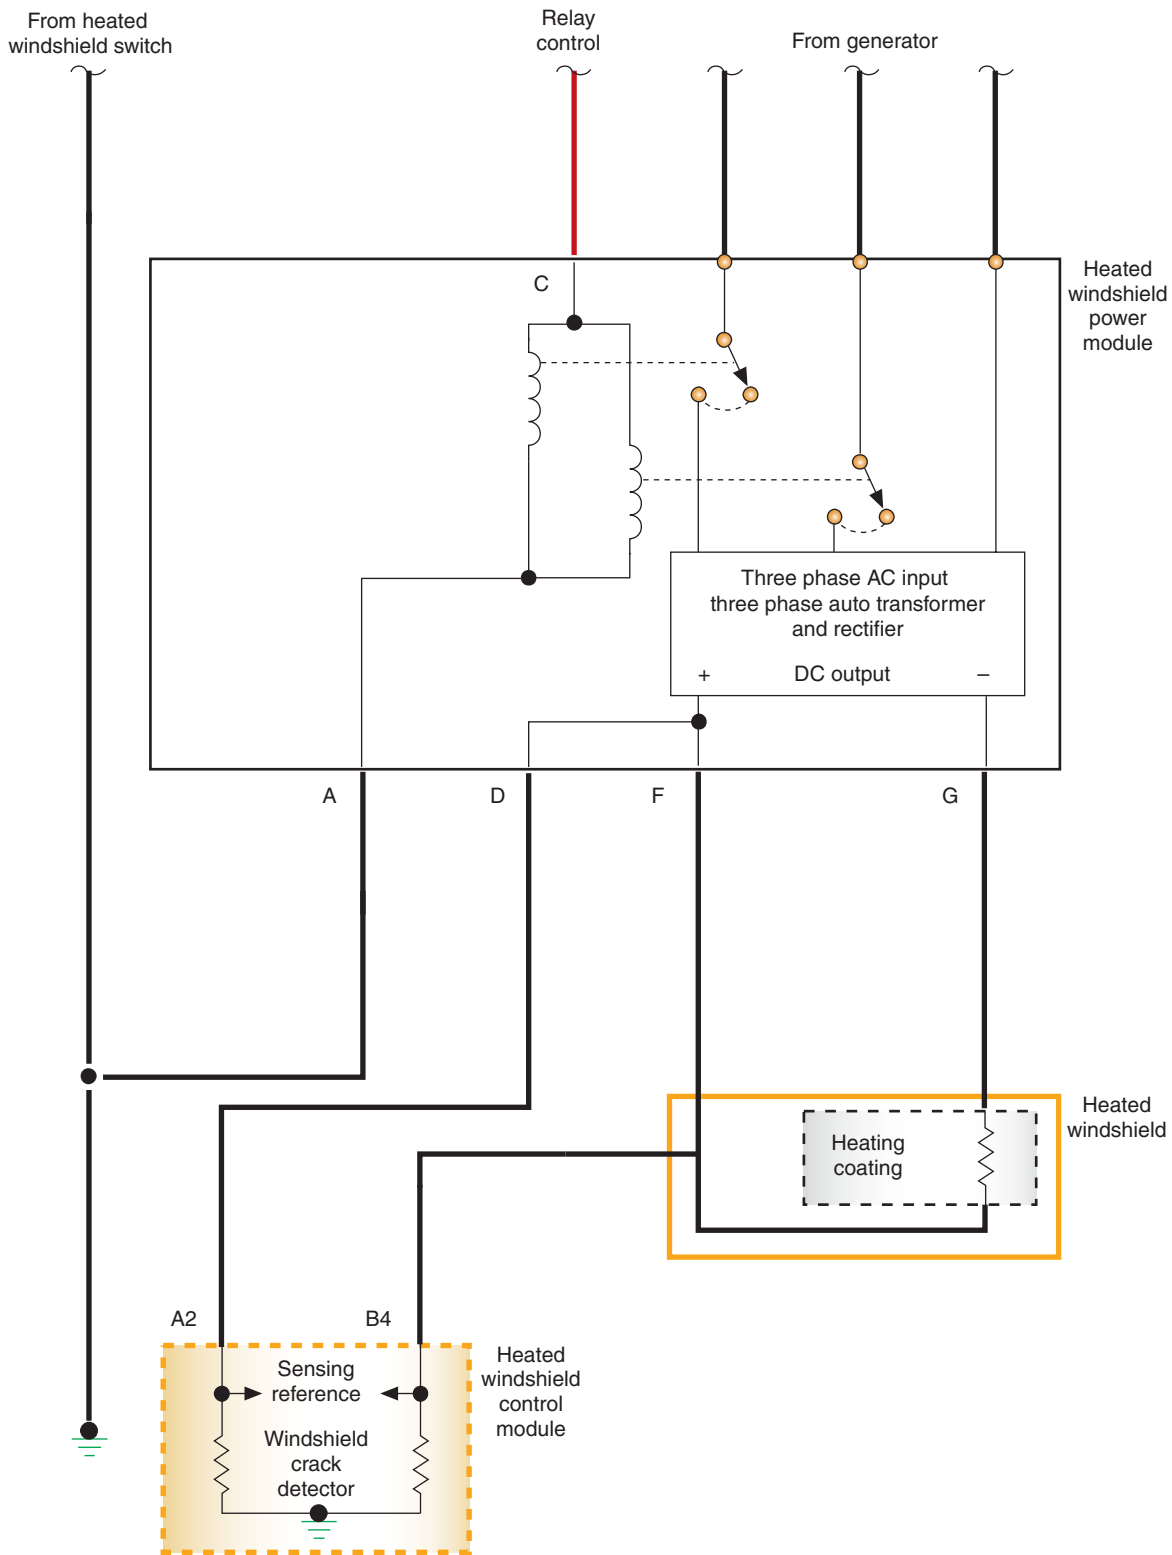 From heated
windshield switch
Relay
control
From generator
C
Heated
windshield
power
module
Three phase AC input
three phase auto transformer
and rectifier
+ DC output –
A D F G
Heated
windshield
Heating
coating
A2 B4
Heated
windshield
control
module
Sensing
reference
Windshield
crack
detector